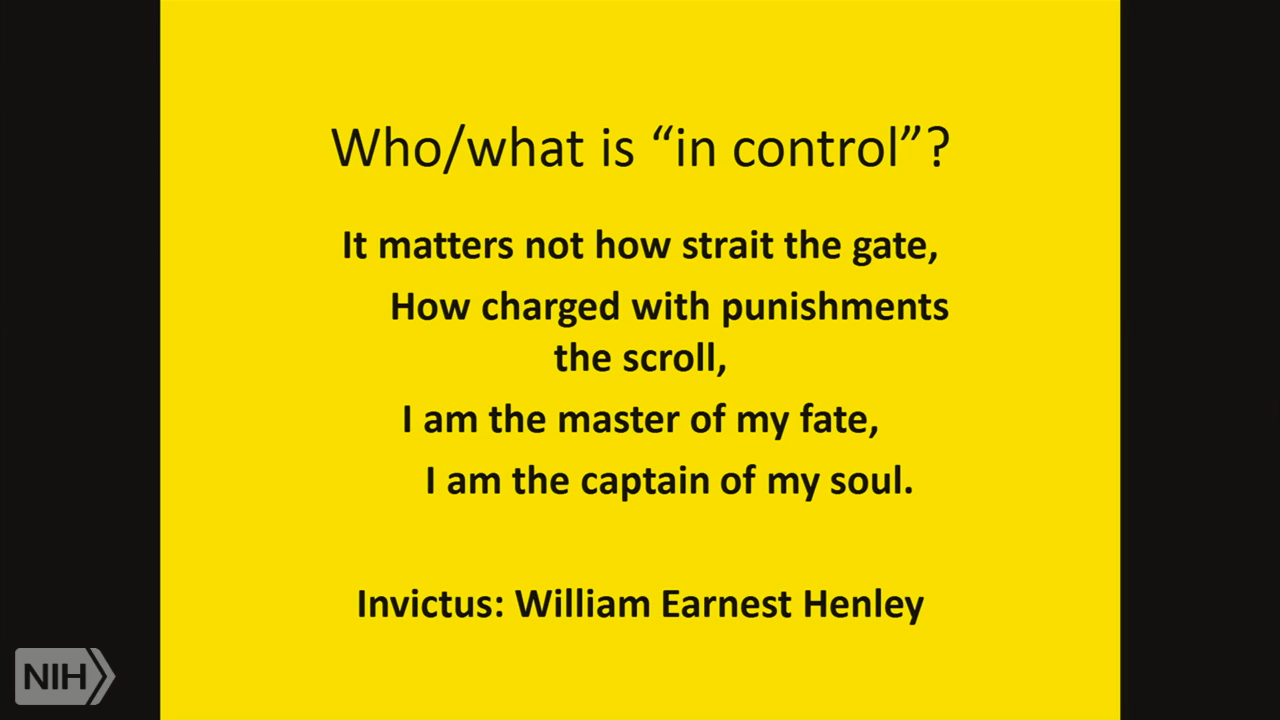 Who/what is “in control”?
It matters not how strait the gate,
How charged with punishments
the scroll,
I am the master of my fate,
I am the captain of my soul.
Invictus: William Earnest Henley
NIH